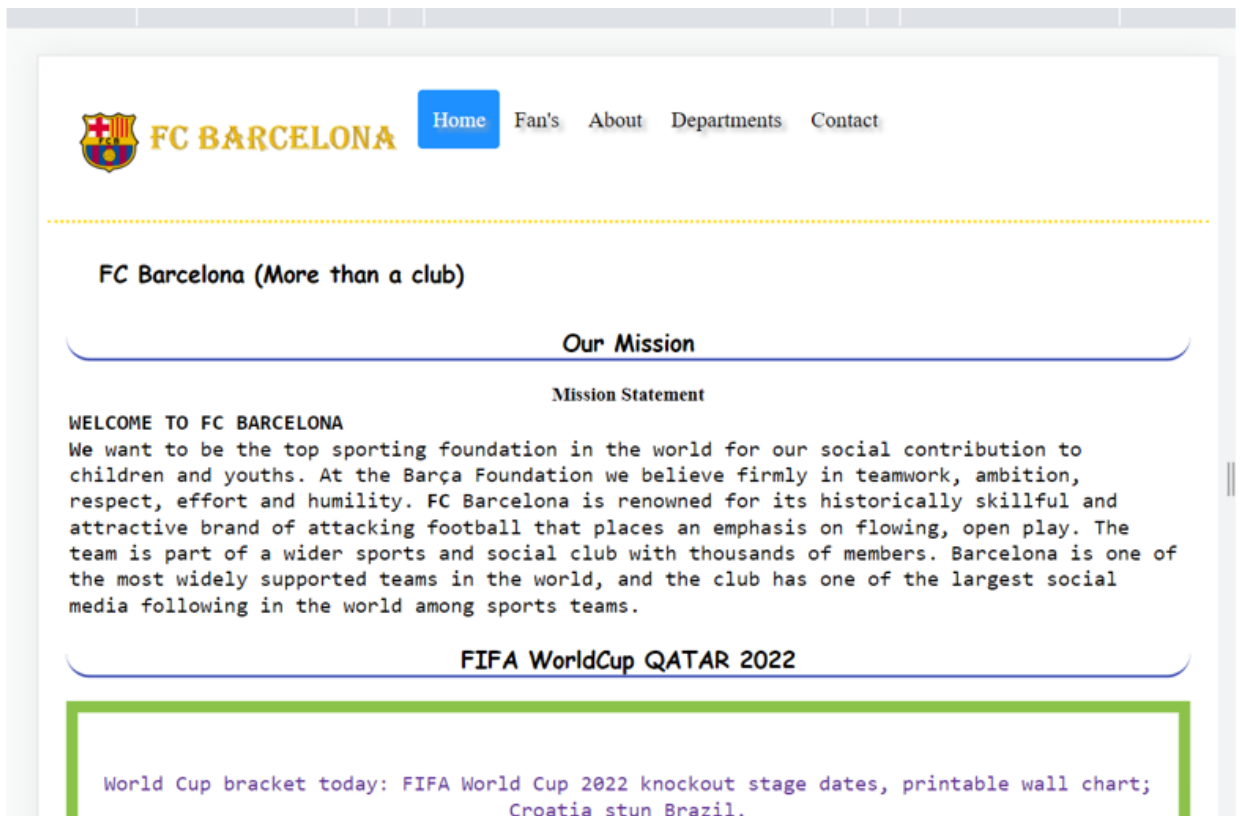 FCB
FC BARCELONA
Home Fan's About Departments Contact
FC Barcelona (More than a club)
Our Mission
Mission Statement
WELCOME TO FC BARCELONA
We want to be the top sporting foundation in the world for our social contribution to
children and youths. At the Barça Foundation we believe firmly in teamwork, ambition,
respect, effort and humility. FC Barcelona is renowned for its historically skillful and
attractive brand of attacking football that places an emphasis on flowing, open play. The
team is part of a wider sports and social club with thousands of members. Barcelona is one of
the most widely supported teams in the world, and the club has one of the largest social
media following in the world among sports teams.
FIFA WorldCup QATAR 2022
World Cup bracket today: FIFA World Cup 2022 knockout stage dates, printable wall chart;
Croatia stun Brazil.